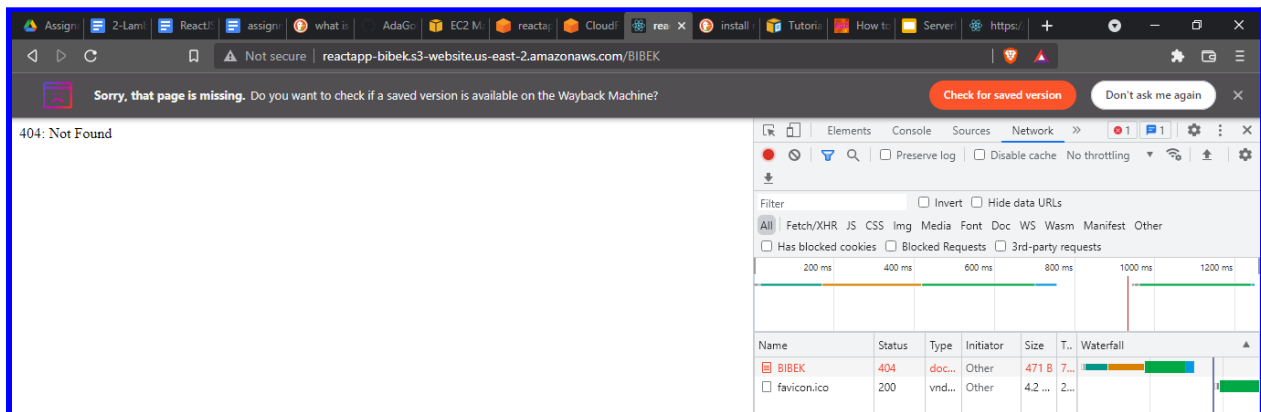 Assign 2-Lam ReactJS assign what is AdaGo EC2 Ma reactap CloudF rea × install Tutoria How to Server https:/ +
Not secure | reactapp-bibek.s3-website.us-east-2.amazonaws.com/BIBEK
Sorry, that page is missing. Do you want to check if a saved version is available on the Wayback Machine? Check for saved version Don't ask me again ×
404: Not Found
Elements Console Sources Network » 1 1
Preserve log Disable cache No throttling
Filter Invert Hide data URLs
All Fetch/XHR JS CSS Img Media Font Doc WS Wasm Manifest Other
Has blocked cookies Blocked Requests 3rd-party requests
200 ms 400 ms 600 ms 800 ms 1000 ms 1200 ms
Name Status Type Initiator Size T.. Waterfall
BIBEK 404 doc... Other 471 B 7...
favicon.ico 200 vnd... Other 4.2 ... 2...